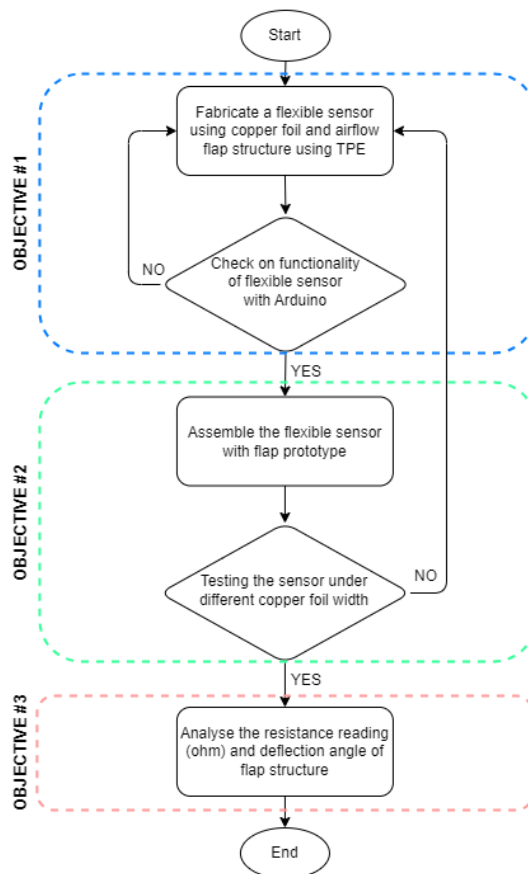 Start
OBJECTIVE #1
Fabricate a flexible sensor
using copper foil and airflow
flap structure using TPE
NO
Check on functionality
of flexible sensor
with Arduino
YES
OBJECTIVE #2
Assemble the flexible sensor
with flap prototype
NO
Testing the sensor under
different copper foil width
YES
OBJECTIVE #3
Analyse the resistance reading
(ohm) and deflection angle of
flap structure
End